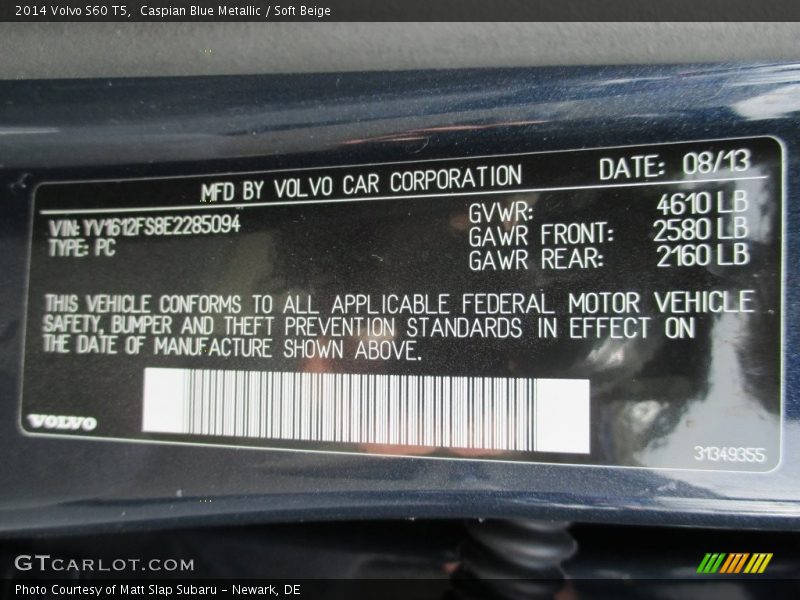 2014 Volvo S60 T5,  Caspian Blue Metallic / Soft Beige
MFD BY VOLVO CAR CORPORATION DATE: 08/13
VIN: YV1612FS8E2285094 GVWR: 4610 LB
TYPE: PC GAWR FRONT: 2580 LB
GAWR REAR: 2160 LB
THIS VEHICLE CONFORMS TO ALL APPLICABLE FEDERAL MOTOR VEHICLE
SAFETY, BUMPER AND THEFT PREVENTION STANDARDS IN EFFECT ON
THE DATE OF MANUFACTURE SHOWN ABOVE.
VOLVO
31349355
GTCARLOT.COM
Photo Courtesy of Matt Slap Subaru - Newark, DE